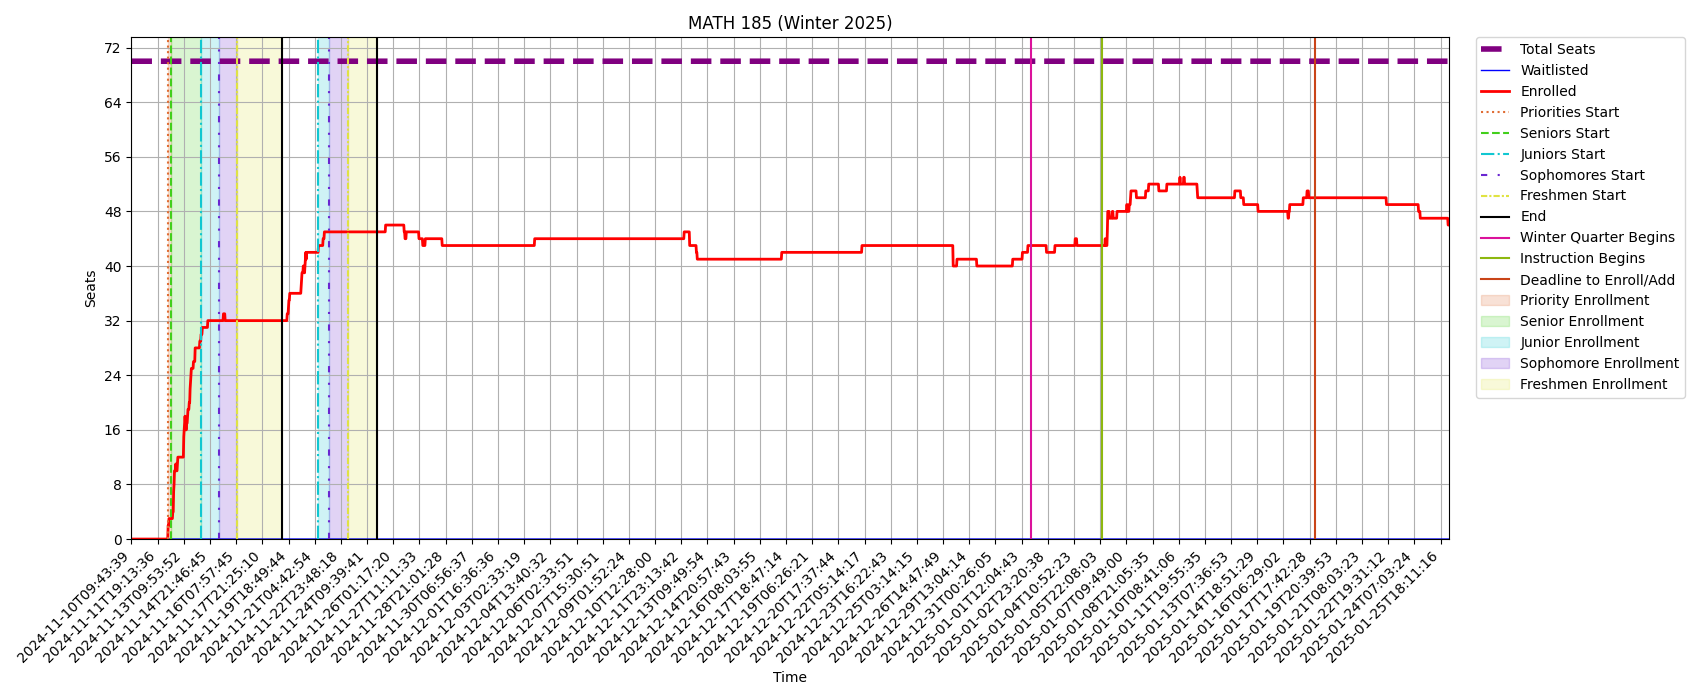 MATH 185 (Winter 2025)
Seats
72
64
56
48
40
32
24
16
8
0
2024-11-10T09:43:39
2024-11-11T19:13:36
2024-11-13T09:53:52
2024-11-14T21:46:45
2024-11-16T07:57:45
2024-11-17T21:25:10
2024-11-19T18:49:44
2024-11-21T04:42:54
2024-11-22T23:48:18
2024-11-24T09:39:41
2024-11-26T01:17:20
2024-11-27T11:11:33
2024-11-28T21:01:28
2024-11-30T06:56:37
2024-12-01T16:36:36
2024-12-03T02:33:19
2024-12-04T13:40:32
2024-12-06T02:33:51
2024-12-07T15:30:51
2024-12-09T01:52:24
2024-12-10T12:28:00
2024-12-11T23:13:42
2024-12-13T09:49:54
2024-12-14T20:57:43
2024-12-16T08:03:55
2024-12-17T18:47:14
2024-12-19T06:26:21
2024-12-20T17:37:44
2024-12-22T05:14:17
2024-12-23T16:22:43
2024-12-25T03:14:15
2024-12-26T14:47:49
2024-12-29T13:04:14
2024-12-31T00:26:05
2025-01-01T12:04:43
2025-01-02T23:20:38
2025-01-04T10:52:23
2025-01-05T22:08:03
2025-01-07T09:49:00
2025-01-08T21:05:35
2025-01-10T08:41:06
2025-01-11T19:55:35
2025-01-13T07:36:53
2025-01-14T18:51:29
2025-01-16T06:29:02
2025-01-17T17:42:28
2025-01-19T20:39:53
2025-01-21T08:03:23
2025-01-22T19:31:12
2025-01-24T07:03:24
2025-01-25T18:11:16
Time
Total Seats
Waitlisted
Enrolled
Priorities Start
Seniors Start
Juniors Start
Sophomores Start
Freshmen Start
End
Winter Quarter Begins
Instruction Begins
Deadline to Enroll/Add
Priority Enrollment
Senior Enrollment
Junior Enrollment
Sophomore Enrollment
Freshmen Enrollment